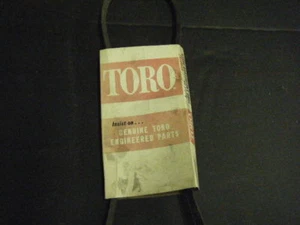 TORO
Insist on...
GENUINE TORO
ENGINEERED PARTS